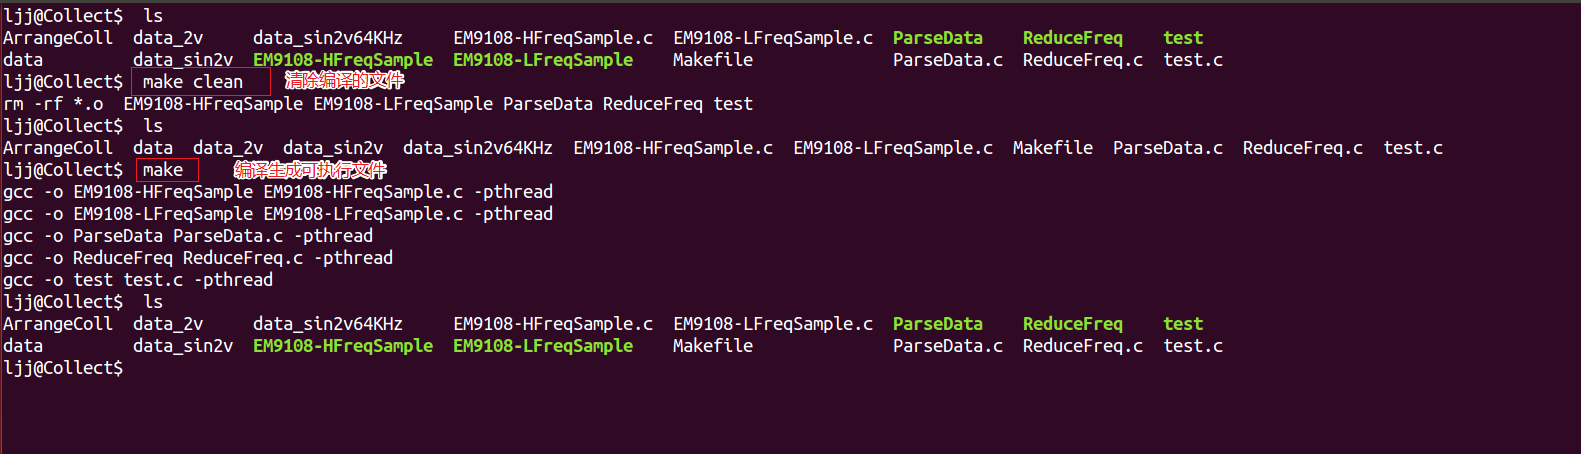 ljj@Collect$  ls
ArrangeColl  data_2v     data_sin2v64KHz     EM9108-HFreqSample.c  EM9108-LFreqSample.c  ParseData    ReduceFreq    test
data         data_sin2v  EM9108-HFreqSample  EM9108-LFreqSample    Makefile              ParseData.c  ReduceFreq.c  test.c
ljj@Collect$  make clean    清除编译的文件
rm -rf *.o  EM9108-HFreqSample EM9108-LFreqSample ParseData ReduceFreq test
ljj@Collect$  ls
ArrangeColl  data  data_2v  data_sin2v  data_sin2v64KHz  EM9108-HFreqSample.c  EM9108-LFreqSample.c  Makefile  ParseData.c  ReduceFreq.c  test.c
ljj@Collect$  make     编译生成可执行文件
gcc -o EM9108-HFreqSample EM9108-HFreqSample.c -pthread
gcc -o EM9108-LFreqSample EM9108-LFreqSample.c -pthread
gcc -o ParseData ParseData.c -pthread
gcc -o ReduceFreq ReduceFreq.c -pthread
gcc -o test test.c -pthread
ljj@Collect$  ls
ArrangeColl  data_2v     data_sin2v64KHz     EM9108-HFreqSample.c  EM9108-LFreqSample.c  ParseData    ReduceFreq    test
data         data_sin2v  EM9108-HFreqSample  EM9108-LFreqSample    Makefile              ParseData.c  ReduceFreq.c  test.c
ljj@Collect$